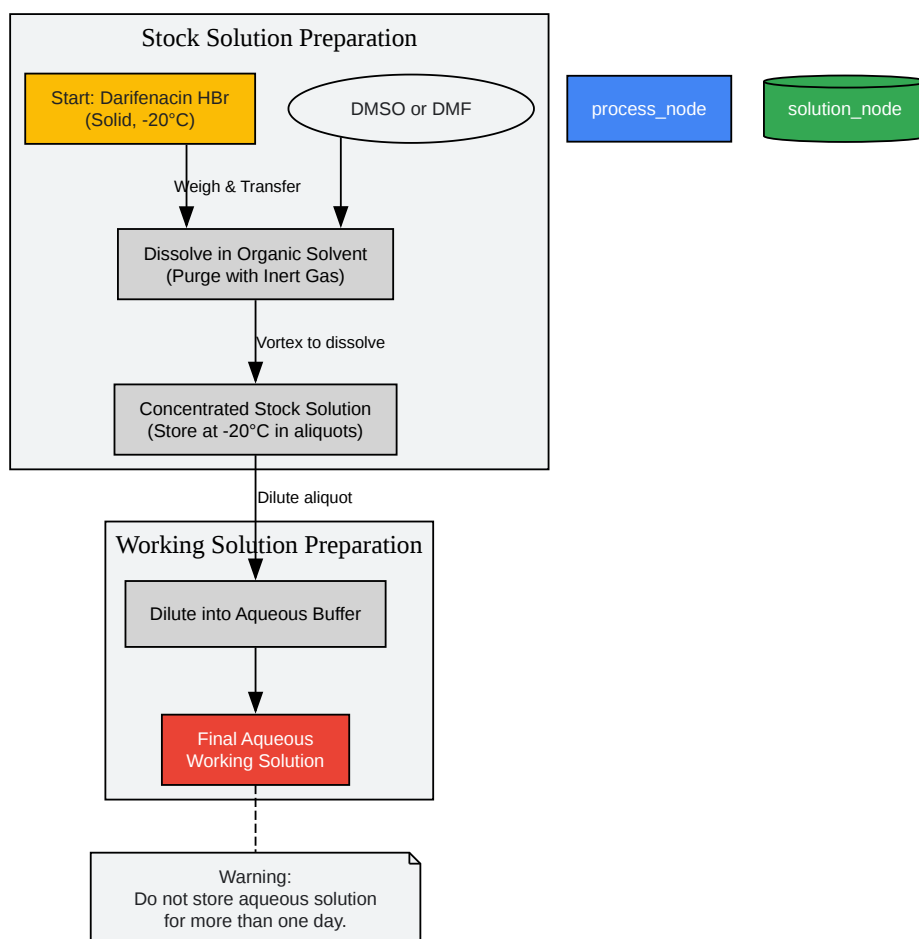 Stock Solution Preparation
Start: Darifenacin HBr
(Solid, -20°C)
DMSO or DMF
process_node
solution_node
Weigh & Transfer
Dissolve in Organic Solvent
(Purge with Inert Gas)
Vortex to dissolve
Concentrated Stock Solution
(Store at -20°C in aliquots)
Dilute aliquot
Working Solution Preparation
Dilute into Aqueous Buffer
Final Aqueous
Working Solution
Warning:
Do not store aqueous solution
for more than one day.